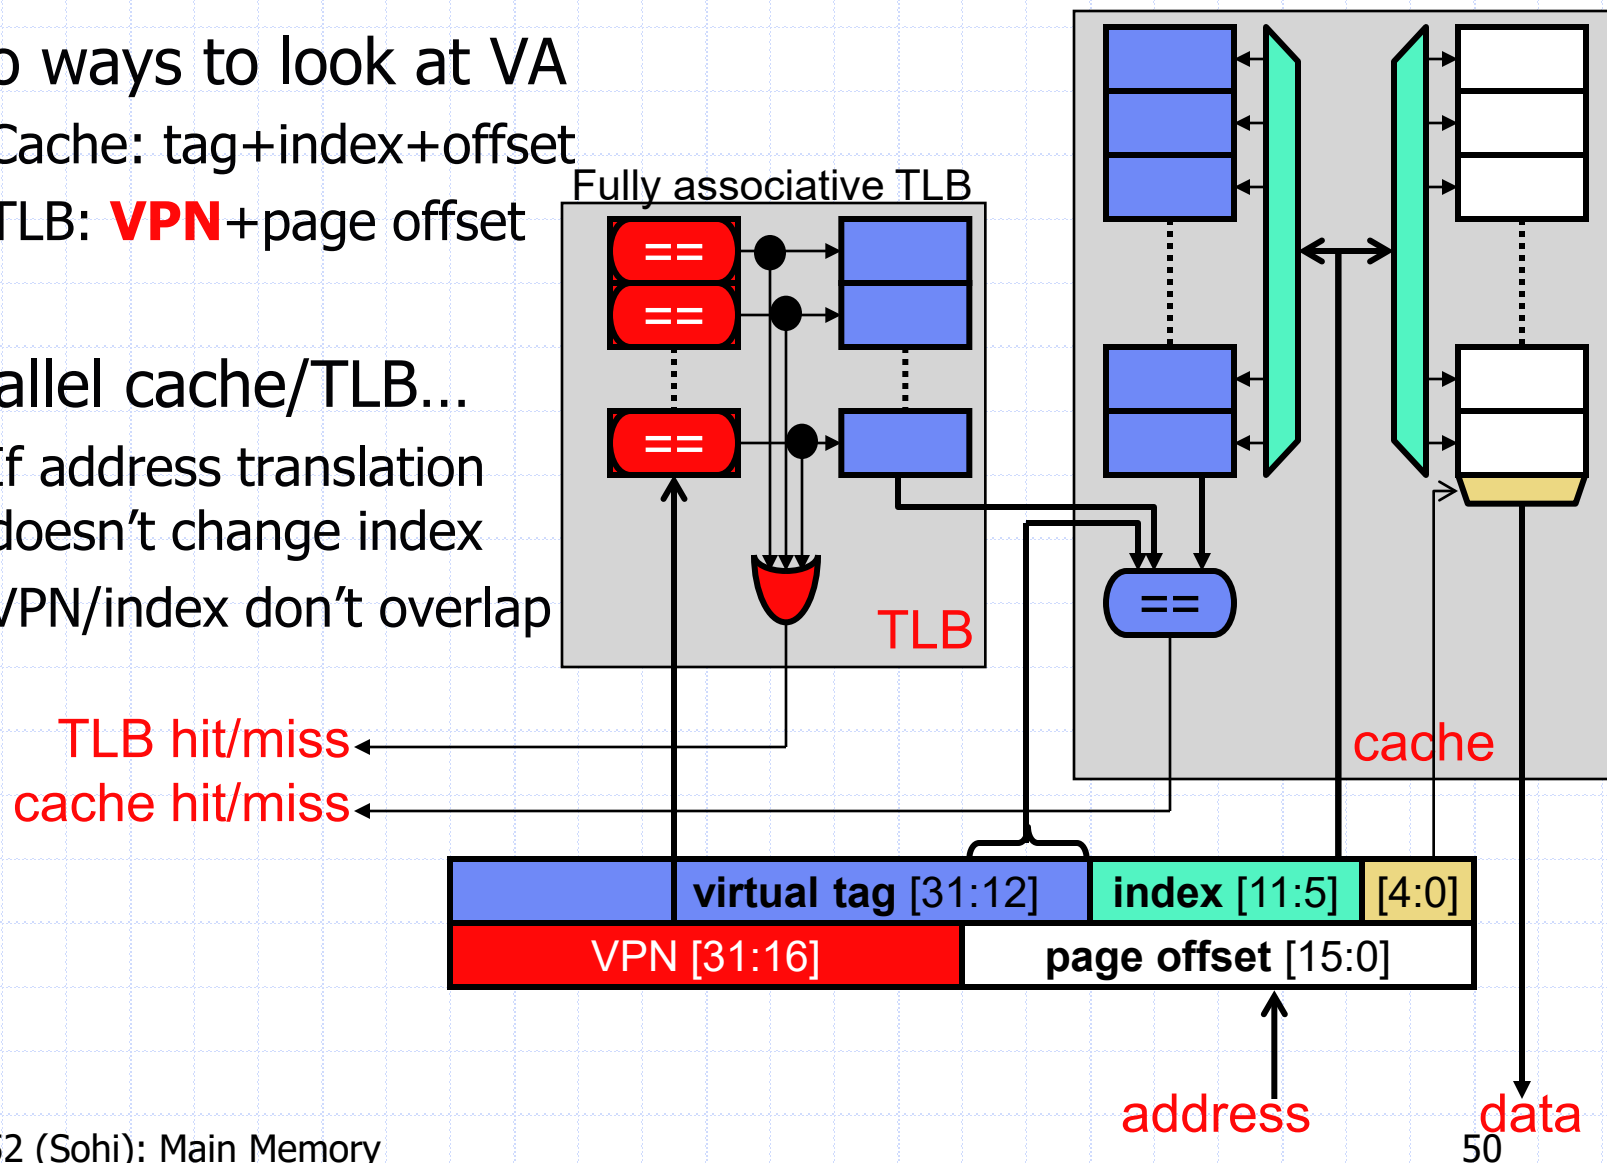 o ways to look at VA
Cache: tag+index+offset
TLB: VPN+page offset
allel cache/TLB…
If address translation
doesn’t change index
VPN/index don’t overlap
Fully associative TLB
==
==
==
TLB
==
cache
TLB hit/miss
cache hit/miss
virtual tag [31:12] index [11:5] [4:0]
VPN [31:16] page offset [15:0]
address
data
52 (Sohi): Main Memory
50